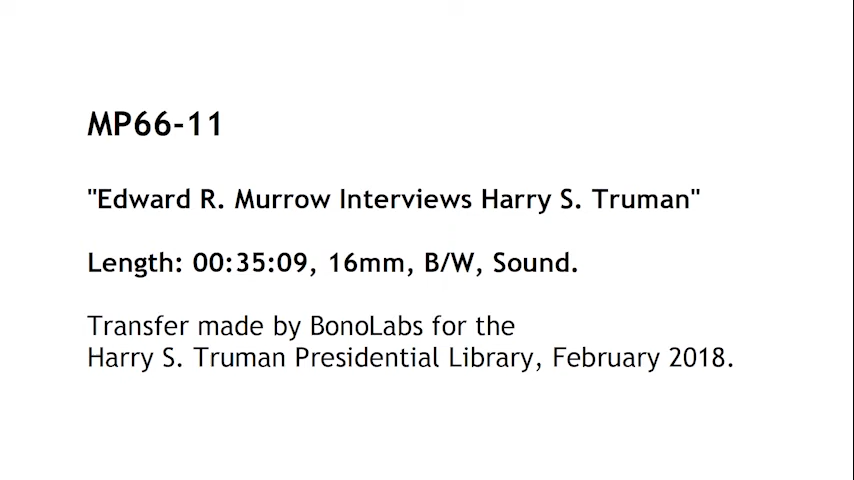 MP66-11
"Edward R. Murrow Interviews Harry S. Truman"
Length: 00:35:09, 16mm, B/W, Sound.
Transfer made by BonoLabs for the
Harry S. Truman Presidential Library, February 2018.